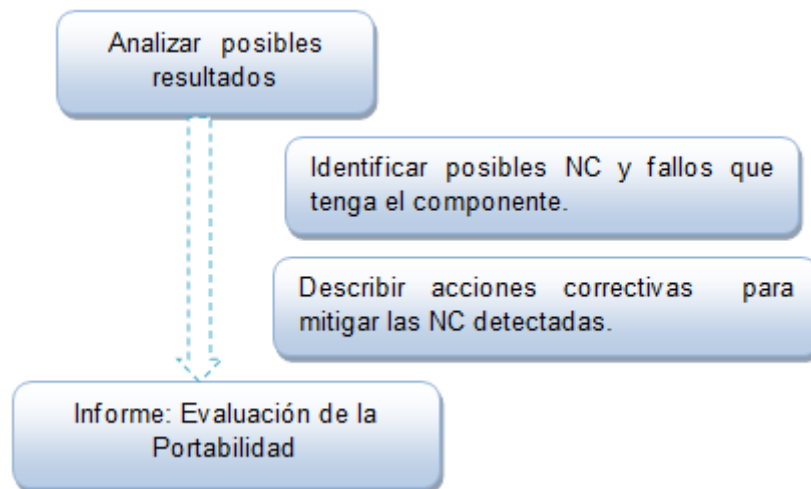 Analizar posibles
resultados
Identificar posibles NC y fallos que
tenga el componente.
Describir acciones correctivas para
mitigar las NC detectadas.
Informe: Evaluación de la
Portabilidad